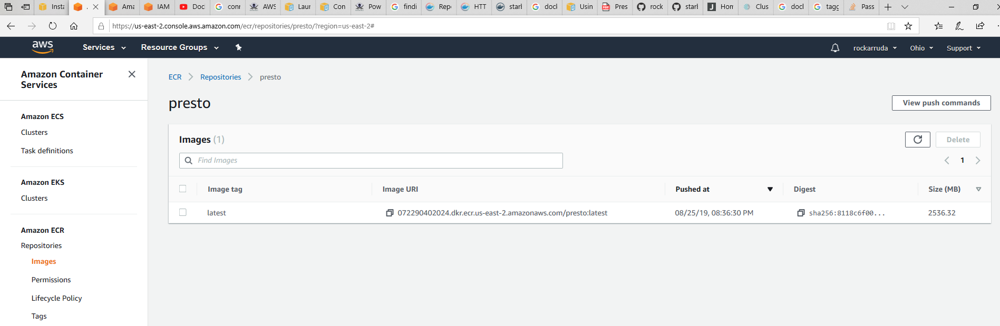 Insta
Ama
IAM
Doc
conn
AWS
Laun
Con
Pow
findi
Repo
HTT
starl
docl
Usin
Pres
rock
starl
Hom
Clus
docl
tagg
Pass
https://us-east-2.console.aws.amazon.com/ecr/repositories/presto/?region=us-east-2#
aws
Services
Resource Groups
rockarruda
Ohio
Support
Amazon Container
Services
Amazon ECS
Clusters
Task definitions
Amazon EKS
Clusters
Amazon ECR
Repositories
Images
Permissions
Lifecycle Policy
Tags
ECR > Repositories > presto
presto
View push commands
Images (1)
Delete
Find Images
1
Image tag
Image URI
Pushed at
Digest
Size (MB)
latest
072290402024.dkr.ecr.us-east-2.amazonaws.com/presto:latest
08/25/19, 08:36:30 PM
sha256:8118c6f00...
2536.32